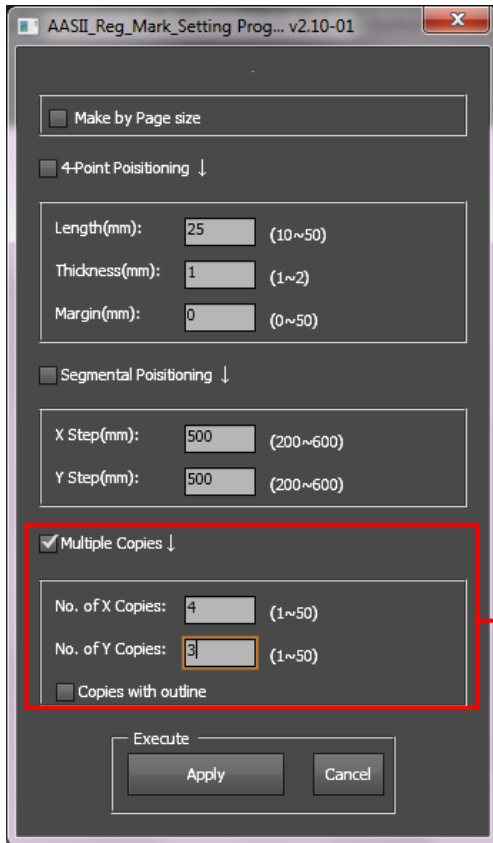 AASII_Reg_Mark_Setting Prog... v2.10-01
Make by Page size
4-Point Poisitioning ↓
Length(mm): 25 (10~50)
Thickness(mm): 1 (1~2)
Margin(mm): 0 (0~50)
Segmental Poisitioning ↓
X Step(mm): 500 (200~600)
Y Step(mm): 500 (200~600)
Multiple Copies ↓
No. of X Copies: 4 (1~50)
No. of Y Copies: 3 (1~50)
Copies with outline
Execute
Apply Cancel